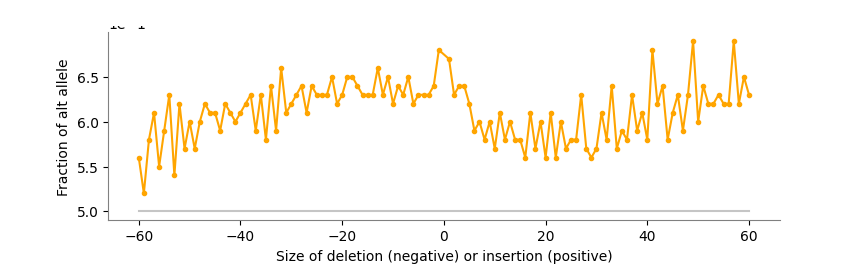 6.5
6.0
5.5
5.0
Fraction of alt allele
−60 −40 −20 0 20 40 60
Size of deletion (negative) or insertion (positive)